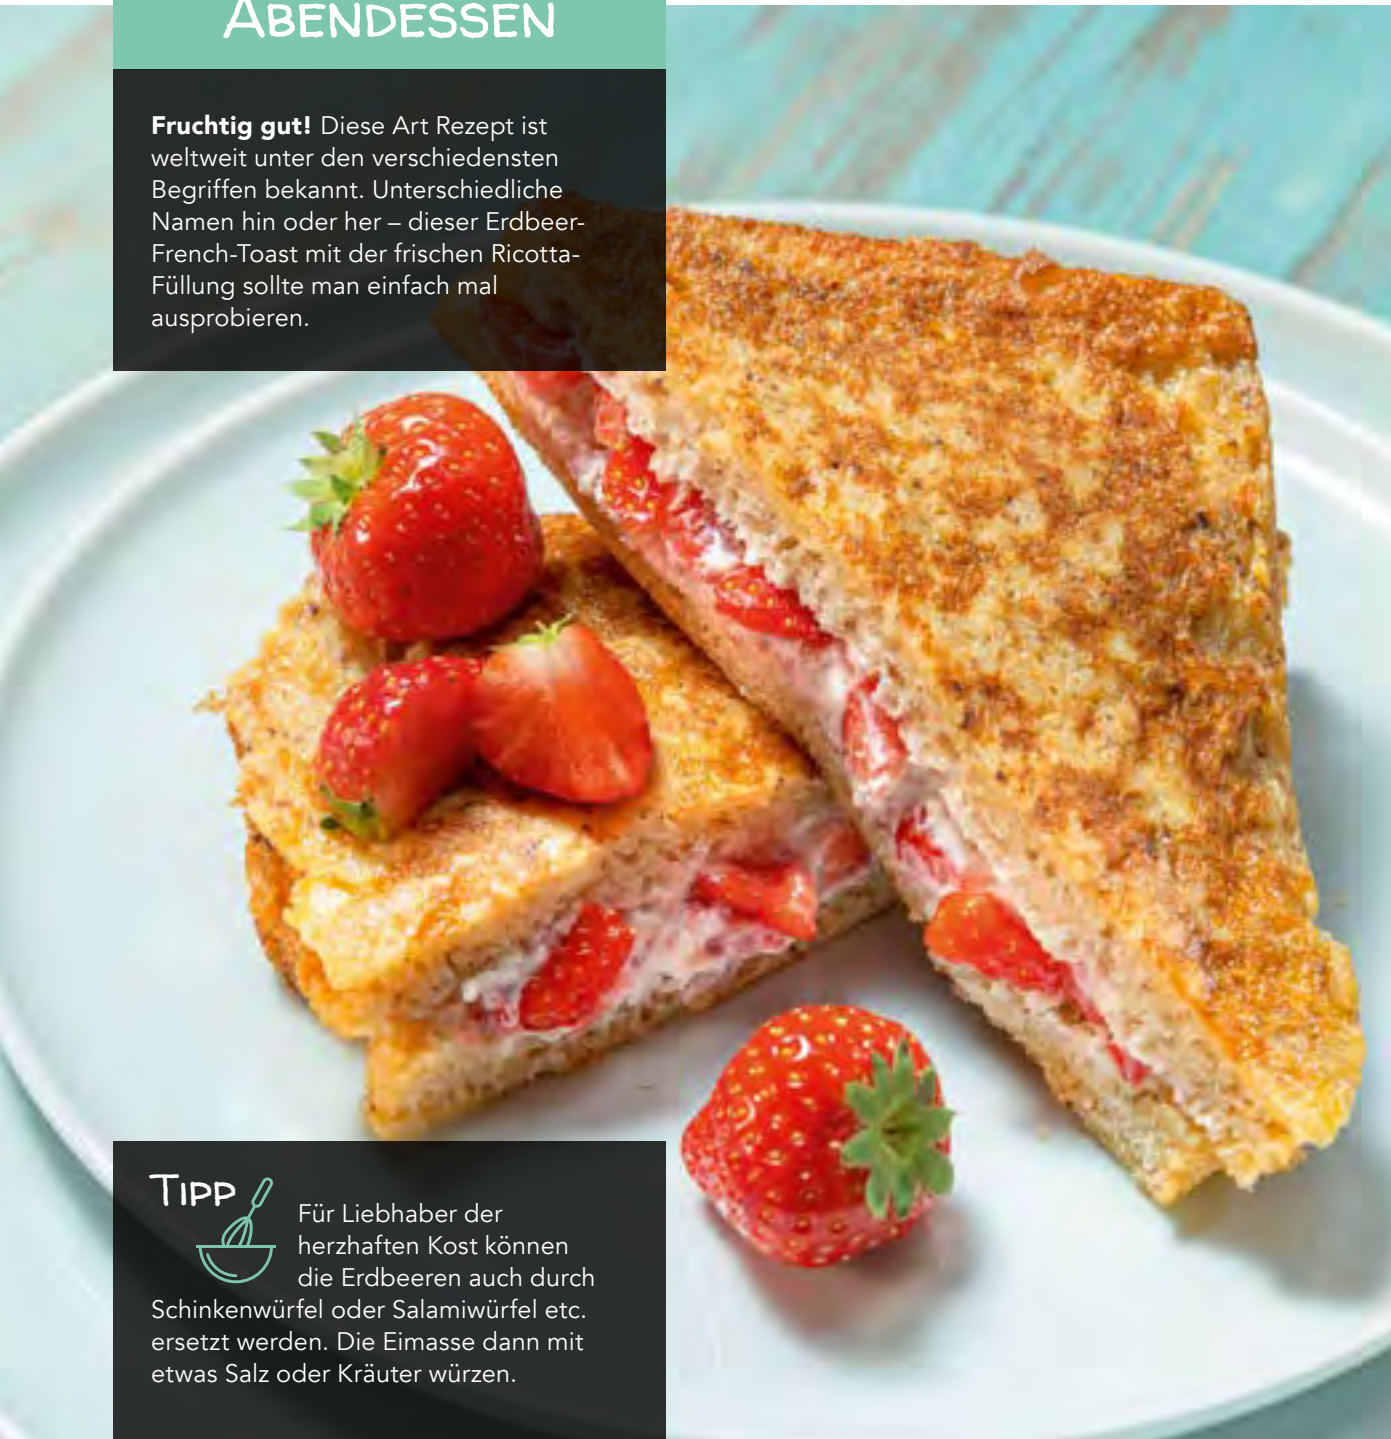 ABENDESSEN
Fruchtig gut! Diese Art Rezept ist
weltweit unter den verschiedensten
Begriffen bekannt. Unterschiedliche
Namen hin oder her – dieser Erdbeer-
French-Toast mit der frischen Ricotta-
Füllung sollte man einfach mal
ausprobieren.
TIPP
Für Liebhaber der
herzhaften Kost können
die Erdbeeren auch durch
Schinkenwürfel oder Salamiwürfel etc.
ersetzt werden. Die Eimasse dann mit
etwas Salz oder Kräuter würzen.